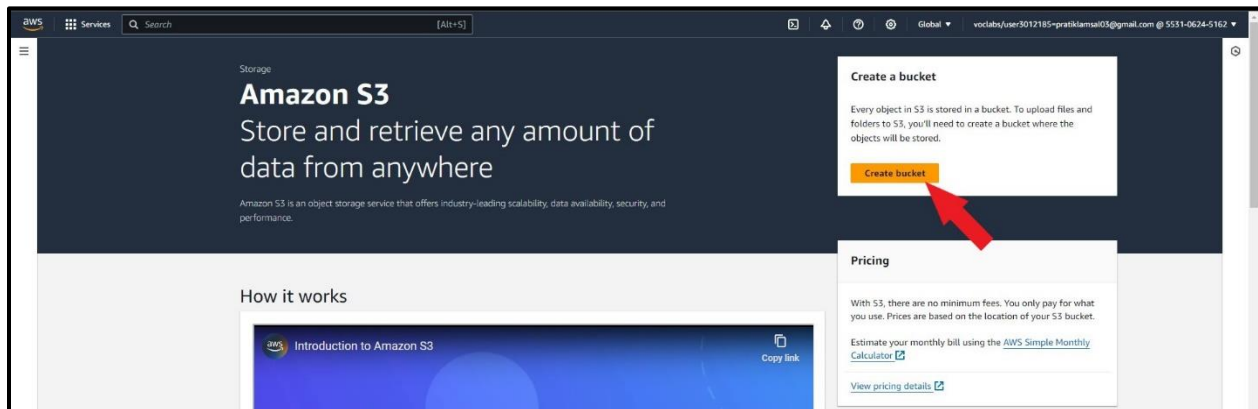 aws Services Search [Alt+S] Global voclabs/user3012185=pratiklamsal03@gmail.com @ 5531-0624-5162
Storage
Amazon S3
Store and retrieve any amount of
data from anywhere
Amazon S3 is an object storage service that offers industry-leading scalability, data availability, security, and
performance.
Create a bucket
Every object in S3 is stored in a bucket. To upload files and
folders to S3, you'll need to create a bucket where the
objects will be stored.
Create bucket
How it works
aws Introduction to Amazon S3
Copy link
Pricing
With S3, there are no minimum fees. You only pay for what
you use. Prices are based on the location of your S3 bucket.
Estimate your monthly bill using the AWS Simple Monthly
Calculator
View pricing details